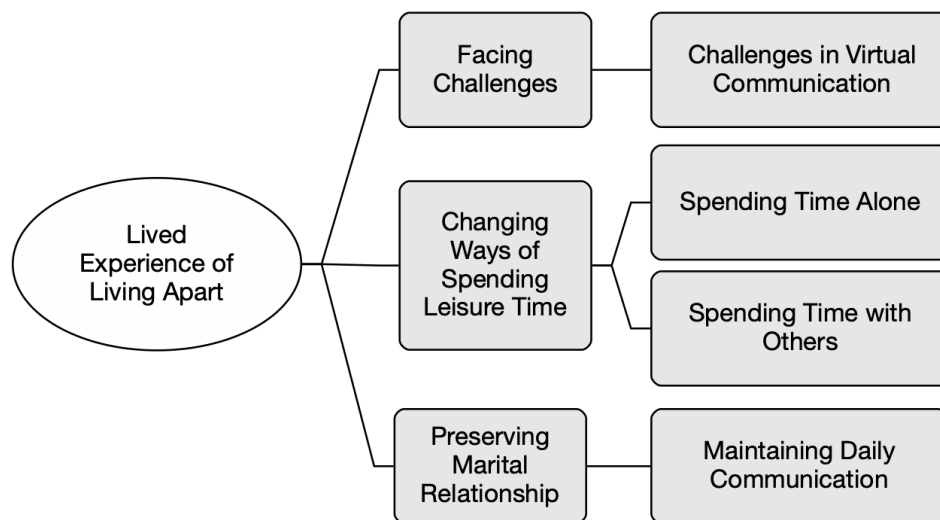 Facing
Challenges
Challenges in Virtual
Communication
Lived
Experience of
Living Apart
Changing
Ways of
Spending
Leisure Time
Spending Time Alone
Spending Time with
Others
Preserving
Marital
Relationship
Maintaining Daily
Communication